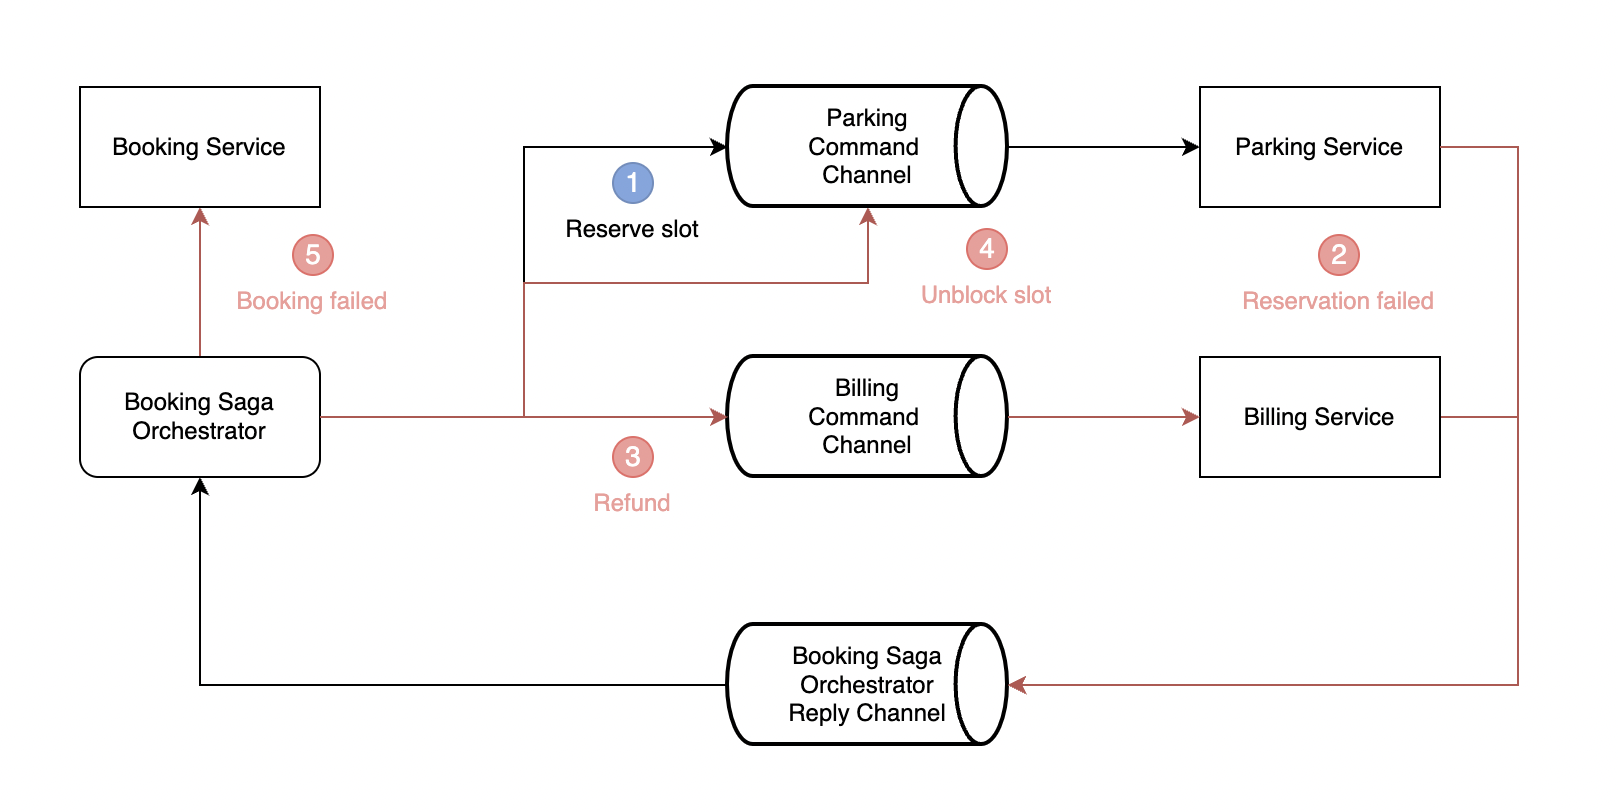 Booking Service
Parking
Command
Channel
Parking Service
1
Reserve slot
5
Booking failed
4
Unblock slot
2
Reservation failed
Booking Saga
Orchestrator
Billing
Command
Channel
Billing Service
3
Refund
Booking Saga
Orchestrator
Reply Channel